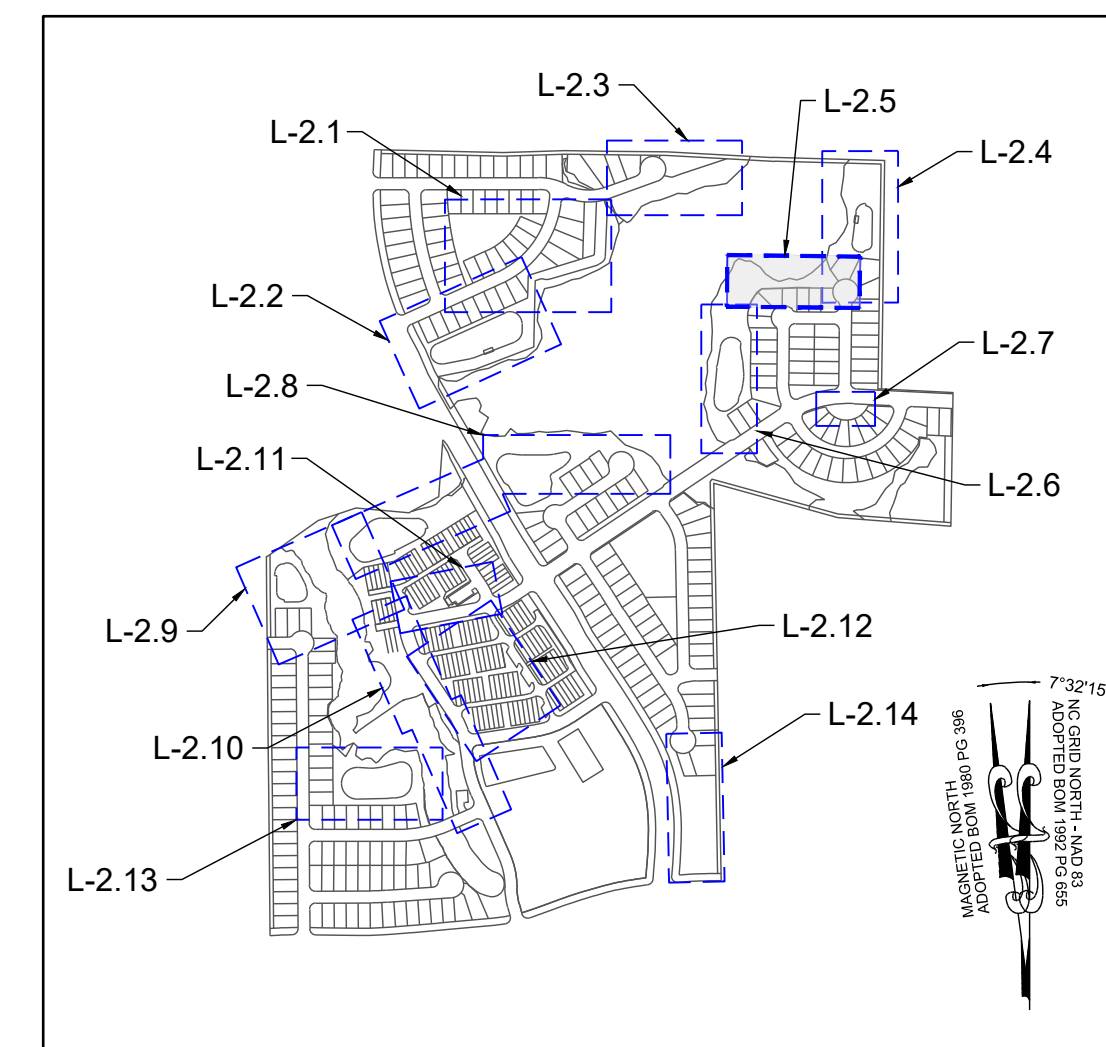 L-2.3
L-2.5
L-2.1
L-2.4
L-2.2
L-2.7
L-2.8
L-2.11
L-2.6
L-2.9
L-2.12
L-2.10
L-2.14
L-2.13
7°32'15
MAGNETIC NORTH
ADOPTED BOM 1980 PG 396
NC GRID NORTH - NAD 83
ADOPTED BOM 1992 PG 655